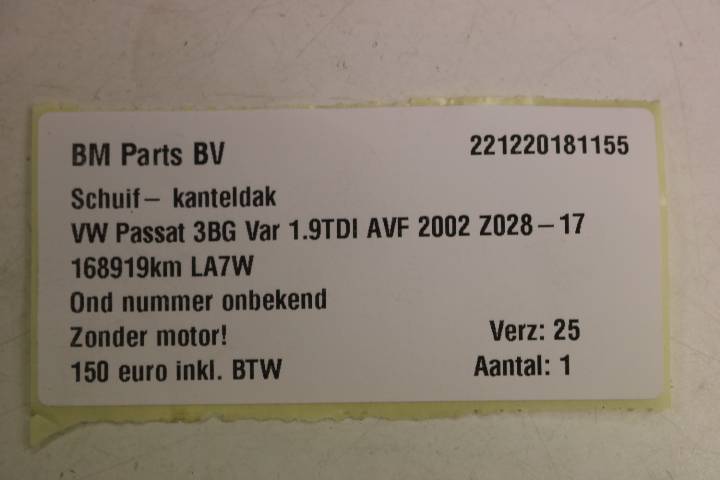 BM Parts BV 221220181155
Schuif- kanteldak
VW Passat 3BG Var 1.9TDI AVF 2002 Z028-17
168919km LA7W
Ond nummer onbekend
Zonder motor! Verz: 25
150 euro inkl. BTW Aantal: 1